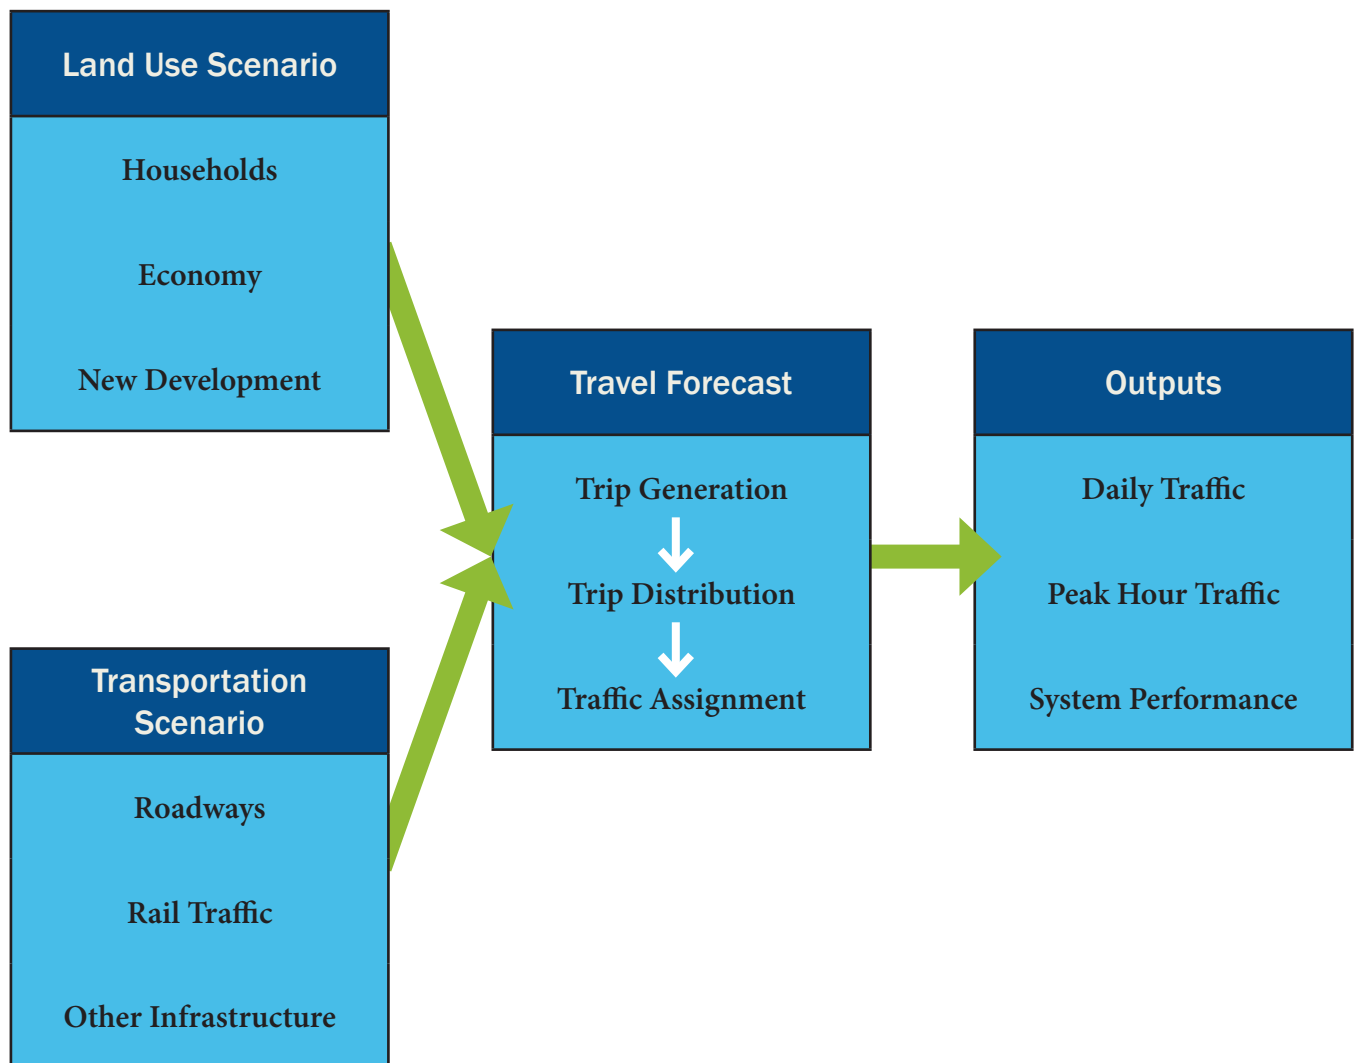 Land Use Scenario
Households
Economy
New Development
Transportation
Scenario
Roadways
Rail Traffic
Other Infrastructure
Travel Forecast
Trip Generation
Trip Distribution
Traffic Assignment
Outputs
Daily Traffic
Peak Hour Traffic
System Performance